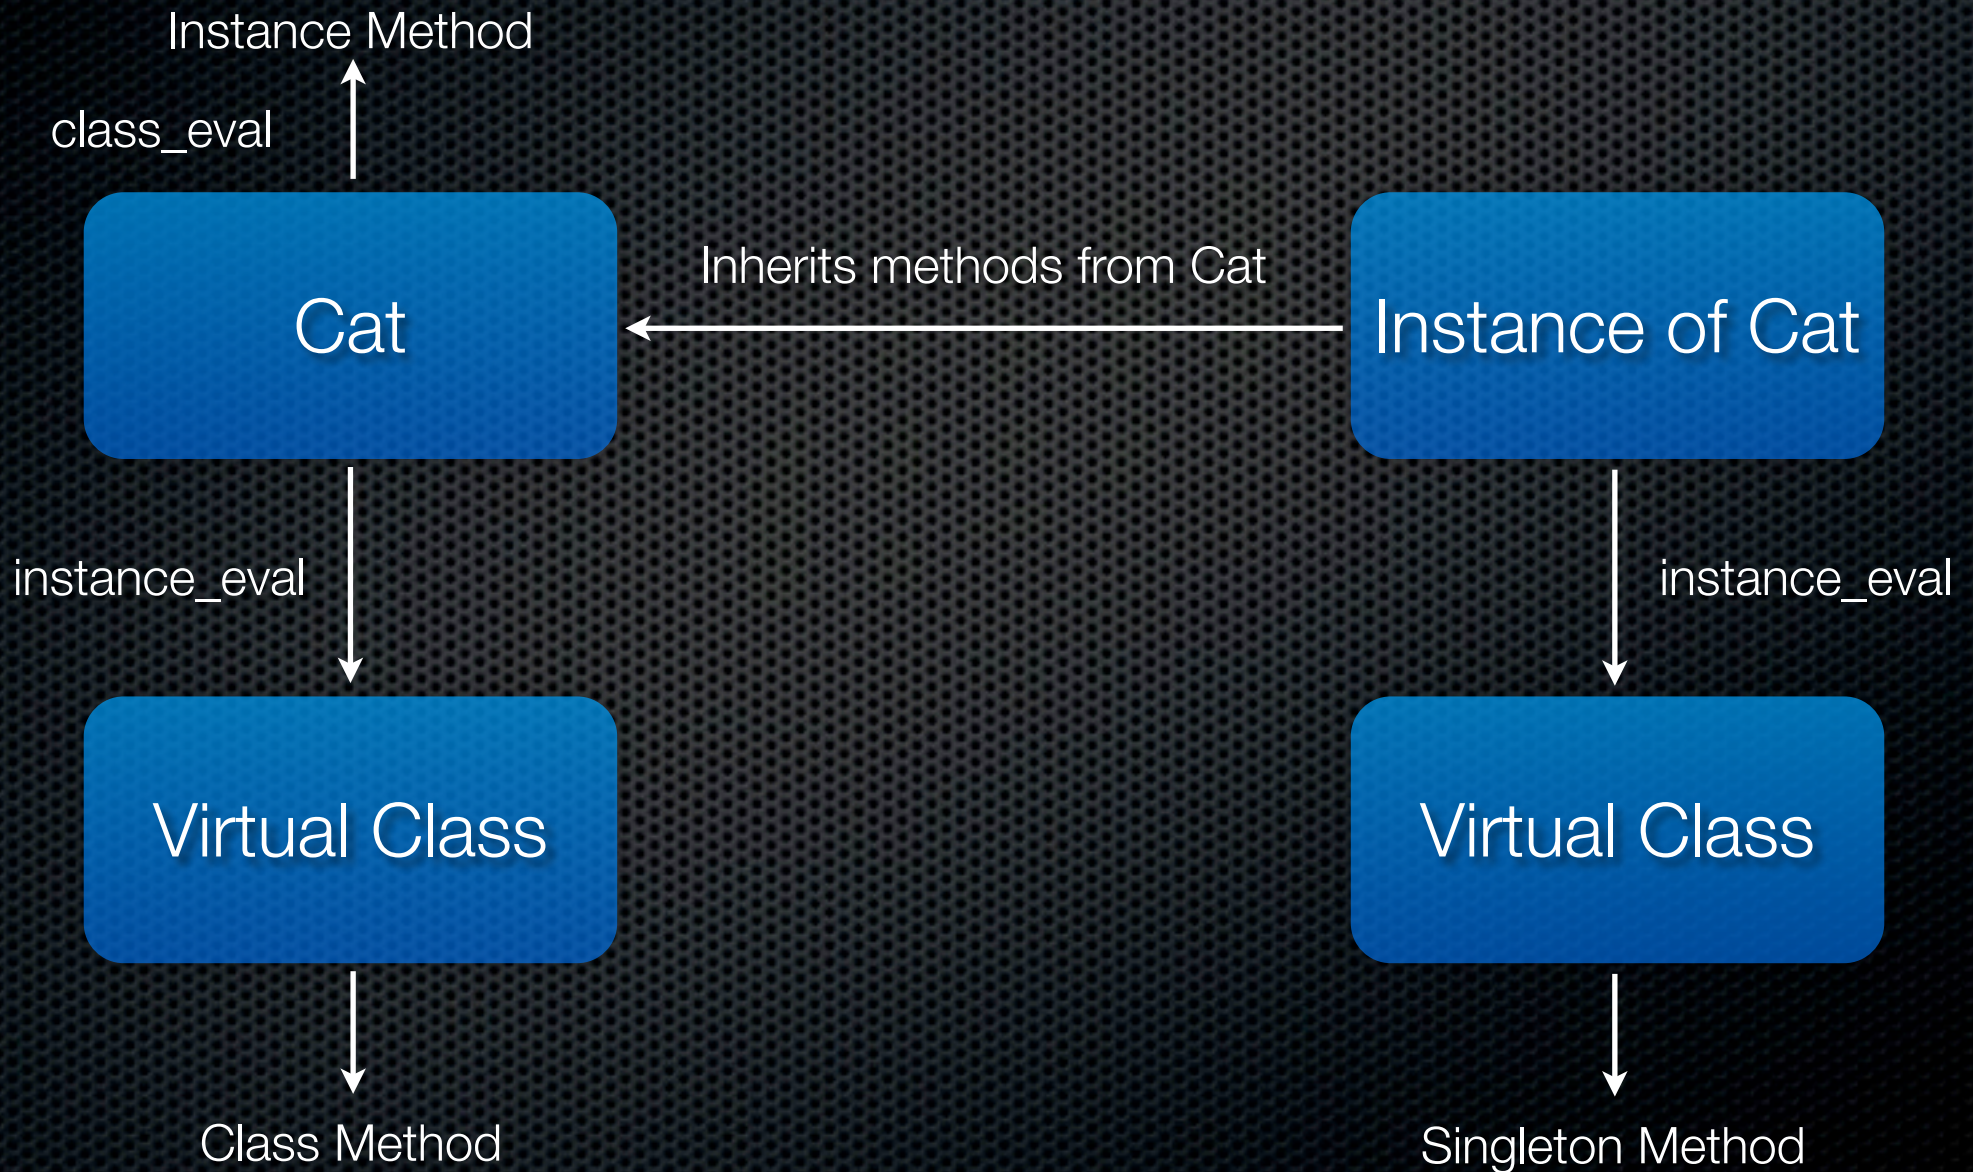 Instance Method
class_eval
Cat
Inherits methods from Cat
Instance of Cat
instance_eval
instance_eval
Virtual Class
Virtual Class
Class Method
Singleton Method